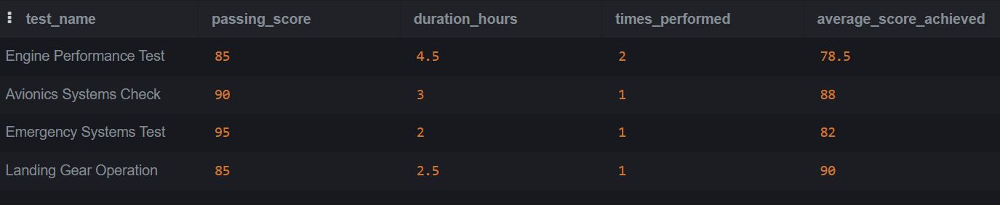 test_name passing_score duration_hours times_performed average_score_achieved
Engine Performance Test 85 4.5 2 78.5
Avionics Systems Check 90 3 1 88
Emergency Systems Test 95 2 1 82
Landing Gear Operation 85 2.5 1 90